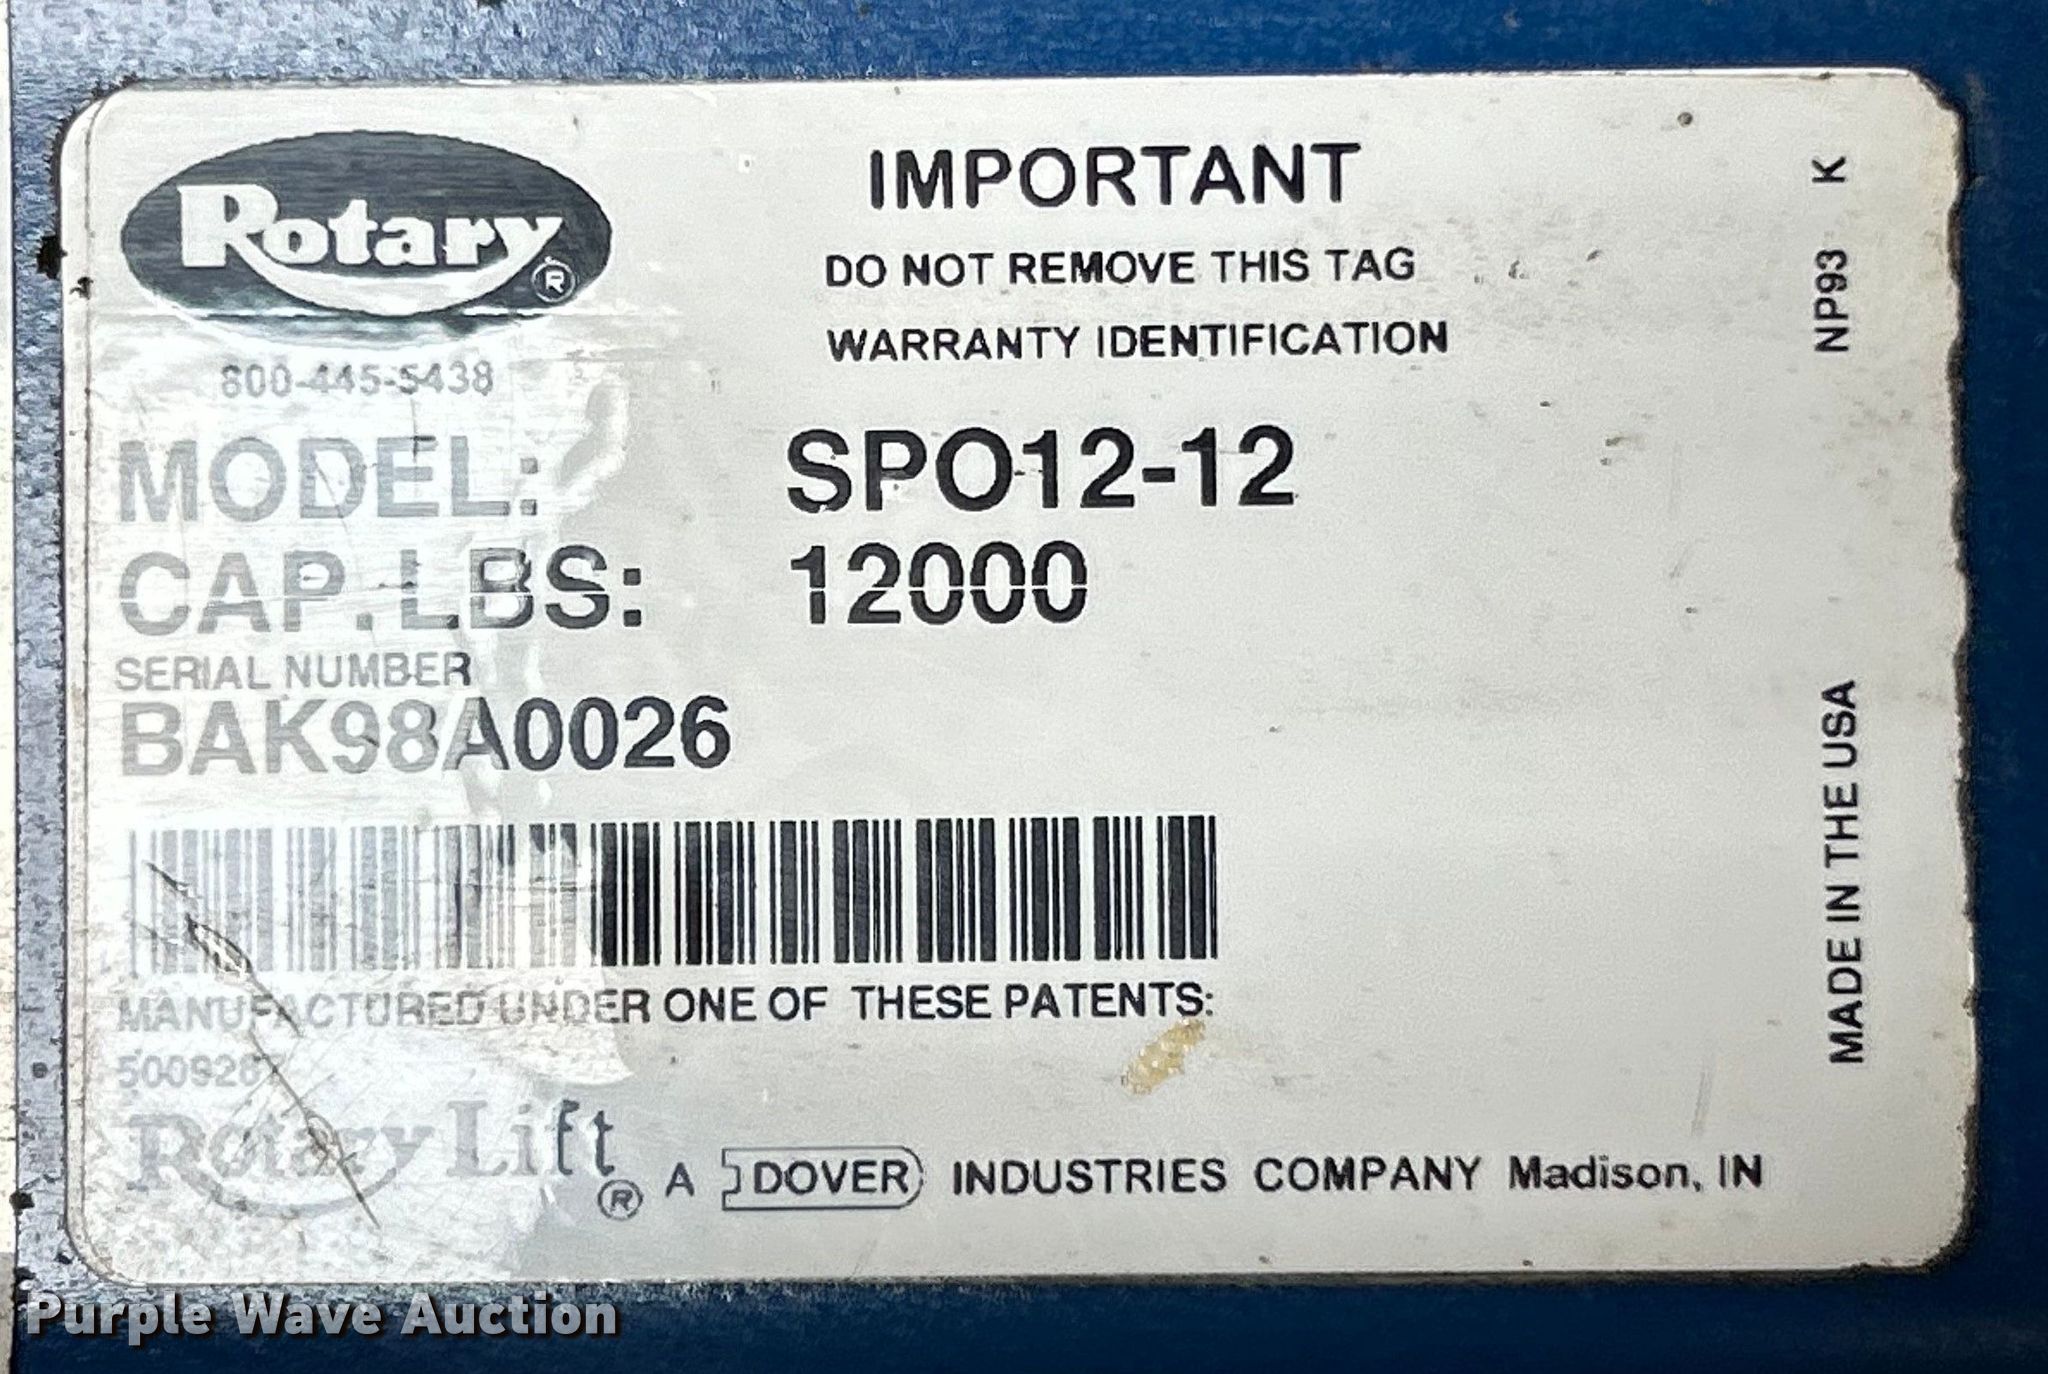 Rotary ®
800-445-5438
IMPORTANT
DO NOT REMOVE THIS TAG
WARRANTY IDENTIFICATION
MODEL: SPO12-12
CAP. LBS: 12000
SERIAL NUMBER
BAK98A0026
MANUFACTURED UNDER ONE OF THESE PATENTS:
5009287
Rotary Lift ® A DOVER INDUSTRIES COMPANY Madison, IN
NP93 K
MADE IN THE USA
Purple Wave Auction